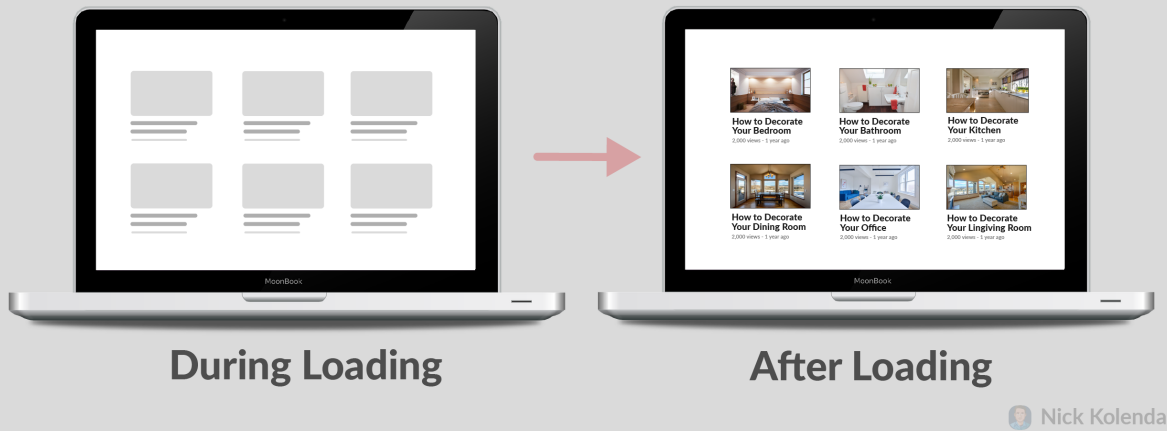 How to Decorate
Your Bedroom
2,000 views - 1 year ago
How to Decorate
Your Bathroom
2,000 views - 1 year ago
How to Decorate
Your Kitchen
2,000 views - 1 year ago
How to Decorate
Your Dining Room
2,000 views - 1 year ago
How to Decorate
Your Office
2,000 views - 1 year ago
How to Decorate
Your Lingiving Room
2,000 views - 1 year ago
MoonBook
MoonBook
During Loading
After Loading
Nick Kolenda